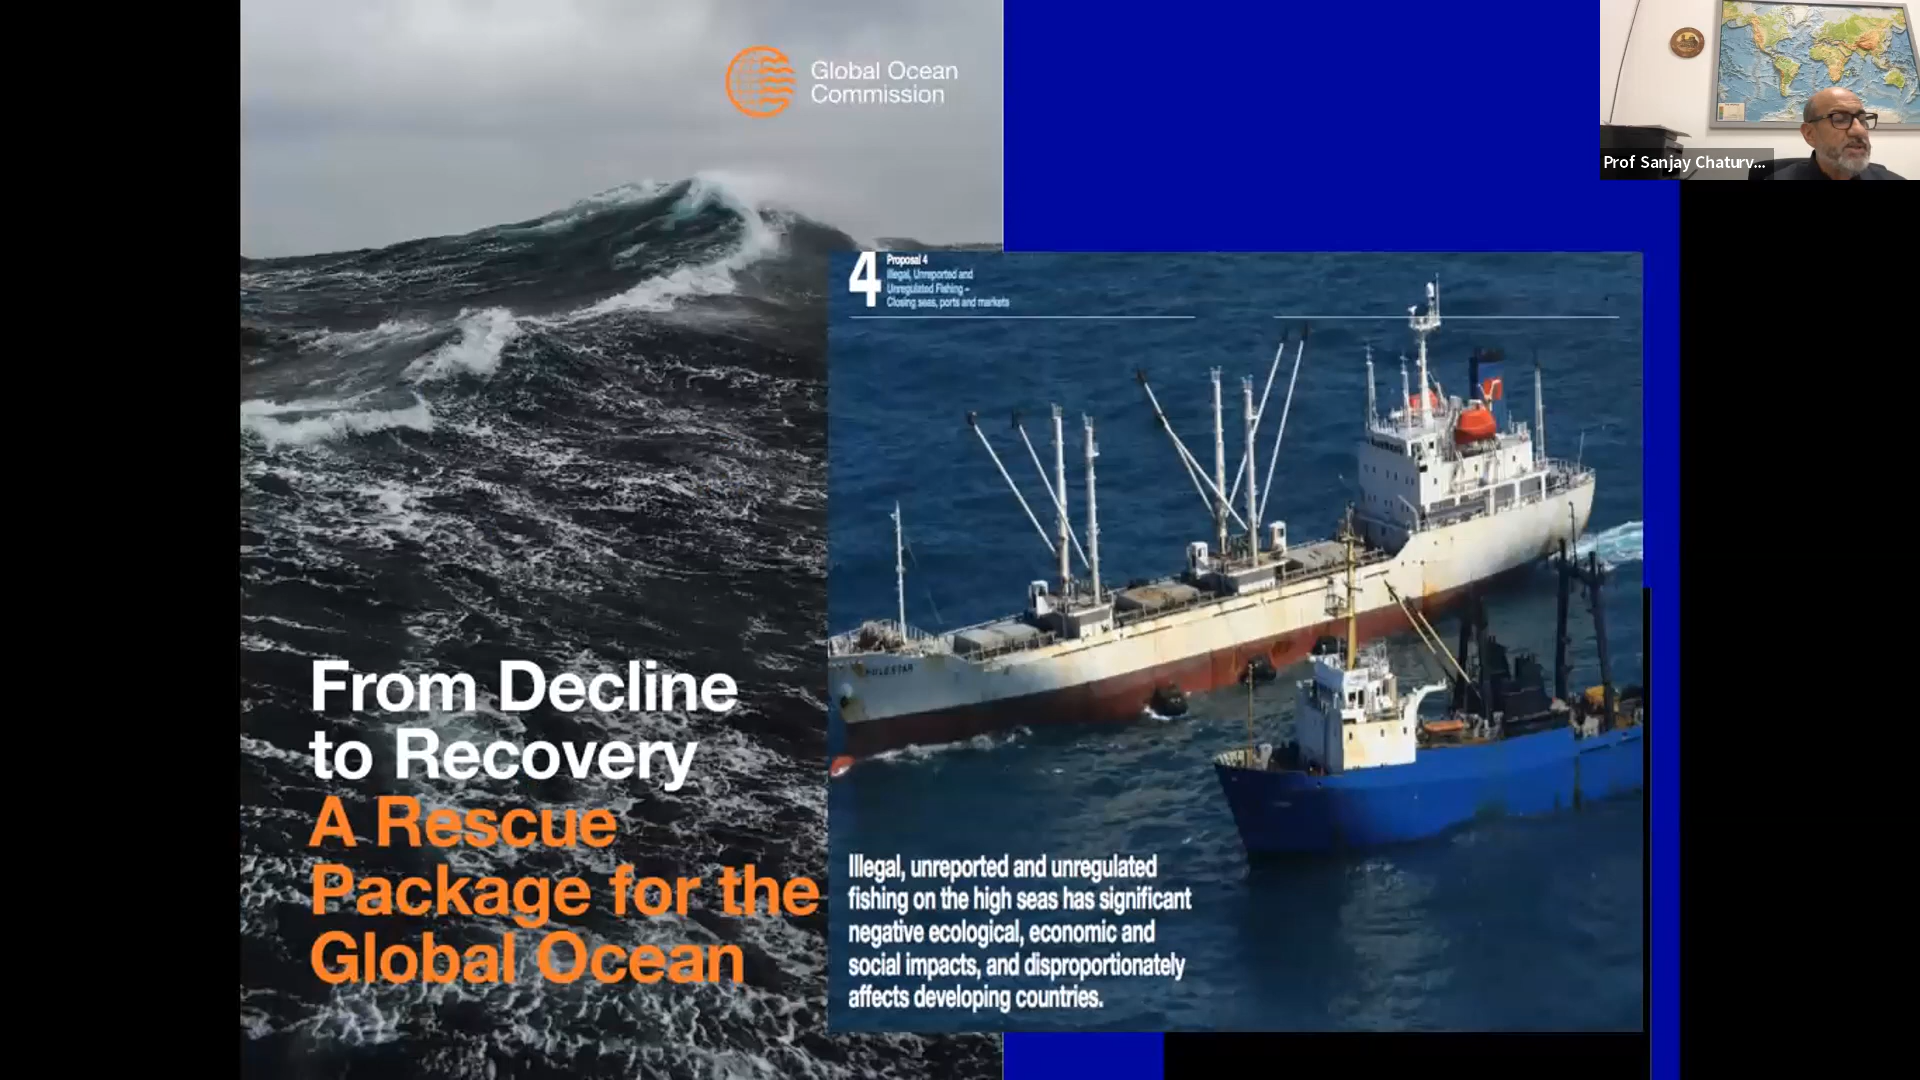 Global Ocean
Commission
Prof Sanjay Chaturv...
4
Proposal 4
Illegal, Unreported and
Unregulated Fishing –
Closing seas, ports and markets
From Decline
to Recovery
A Rescue
Package for the
Global Ocean
Illegal, unreported and unregulated
fishing on the high seas has significant
negative ecological, economic and
social impacts, and disproportionately
affects developing countries.